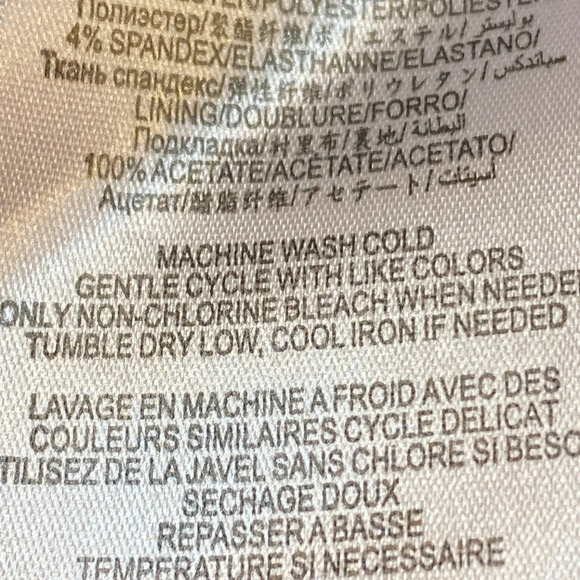 POLYESTER/POLIESTE
Полиэстер/聚酯纤维/ポリエステル/بوليستر/
4% SPANDEX/ELASTHANNE/ELASTANO/
Ткань спандекс/弹性纤维/ポリウレタン/سباندكس/
LINING/DOUBLURE/FORRO/
Подкладка/衬里布/裏地/البطانة/
100% ACETATE/ACETATE/ACETATO/
Ацетат/醋脂纤维/アセテート/أسيتات/
MACHINE WASH COLD
GENTLE CYCLE WITH LIKE COLORS
ONLY NON-CHLORINE BLEACH WHEN NEEDE
TUMBLE DRY LOW, COOL IRON IF NEEDED
LAVAGE EN MACHINE A FROID AVEC DES
COULEURS SIMILAIRES CYCLE DELICAT
TILISEZ DE LA JAVEL SANS CHLORE SI BESO
SECHAGE DOUX
REPASSER A BASSE
TEMPERATURE SI NECESSAIRE